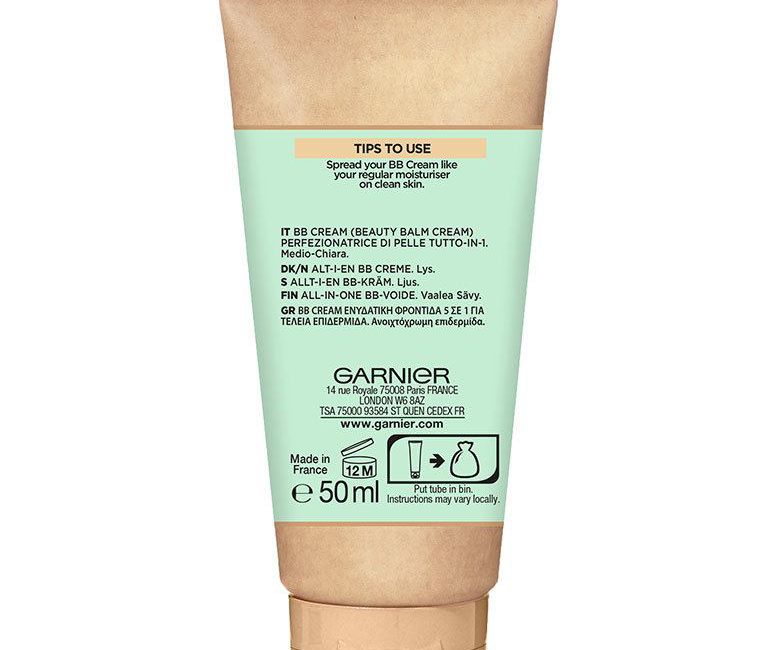 TIPS TO USE
Spread your BB Cream like
your regular moisturiser
on clean skin.
IT BB CREAM (BEAUTY BALM CREAM)
PERFEZIONATRICE DI PELLE TUTTO-IN-1.
Medio-Chiara.
DK/N ALT-I-EN BB CREME. Lys.
S ALLT-I-EN BB-KRÄM. Ljus.
FIN ALL-IN-ONE BB-VOIDE. Vaalea Sävy.
GR BB CREAM ΕΝΥΔΑΤΙΚΗ ΦΡΟΝΤΙΔΑ 5 ΣΕ 1 ΓΙΑ
ΤΕΛΕΙΑ ΕΠΙΔΕΡΜΙΔΑ. Ανοιχτόχρωμη επιδερμίδα.
GARNIER
14 rue Royale 75008 Paris FRANCE
LONDON W6 8AZ
TSA 75000 93584 ST QUEN CEDEX FR
www.garnier.com
Made in
France
12 M
℮ 50 ml
Put tube in bin.
Instructions may vary locally.